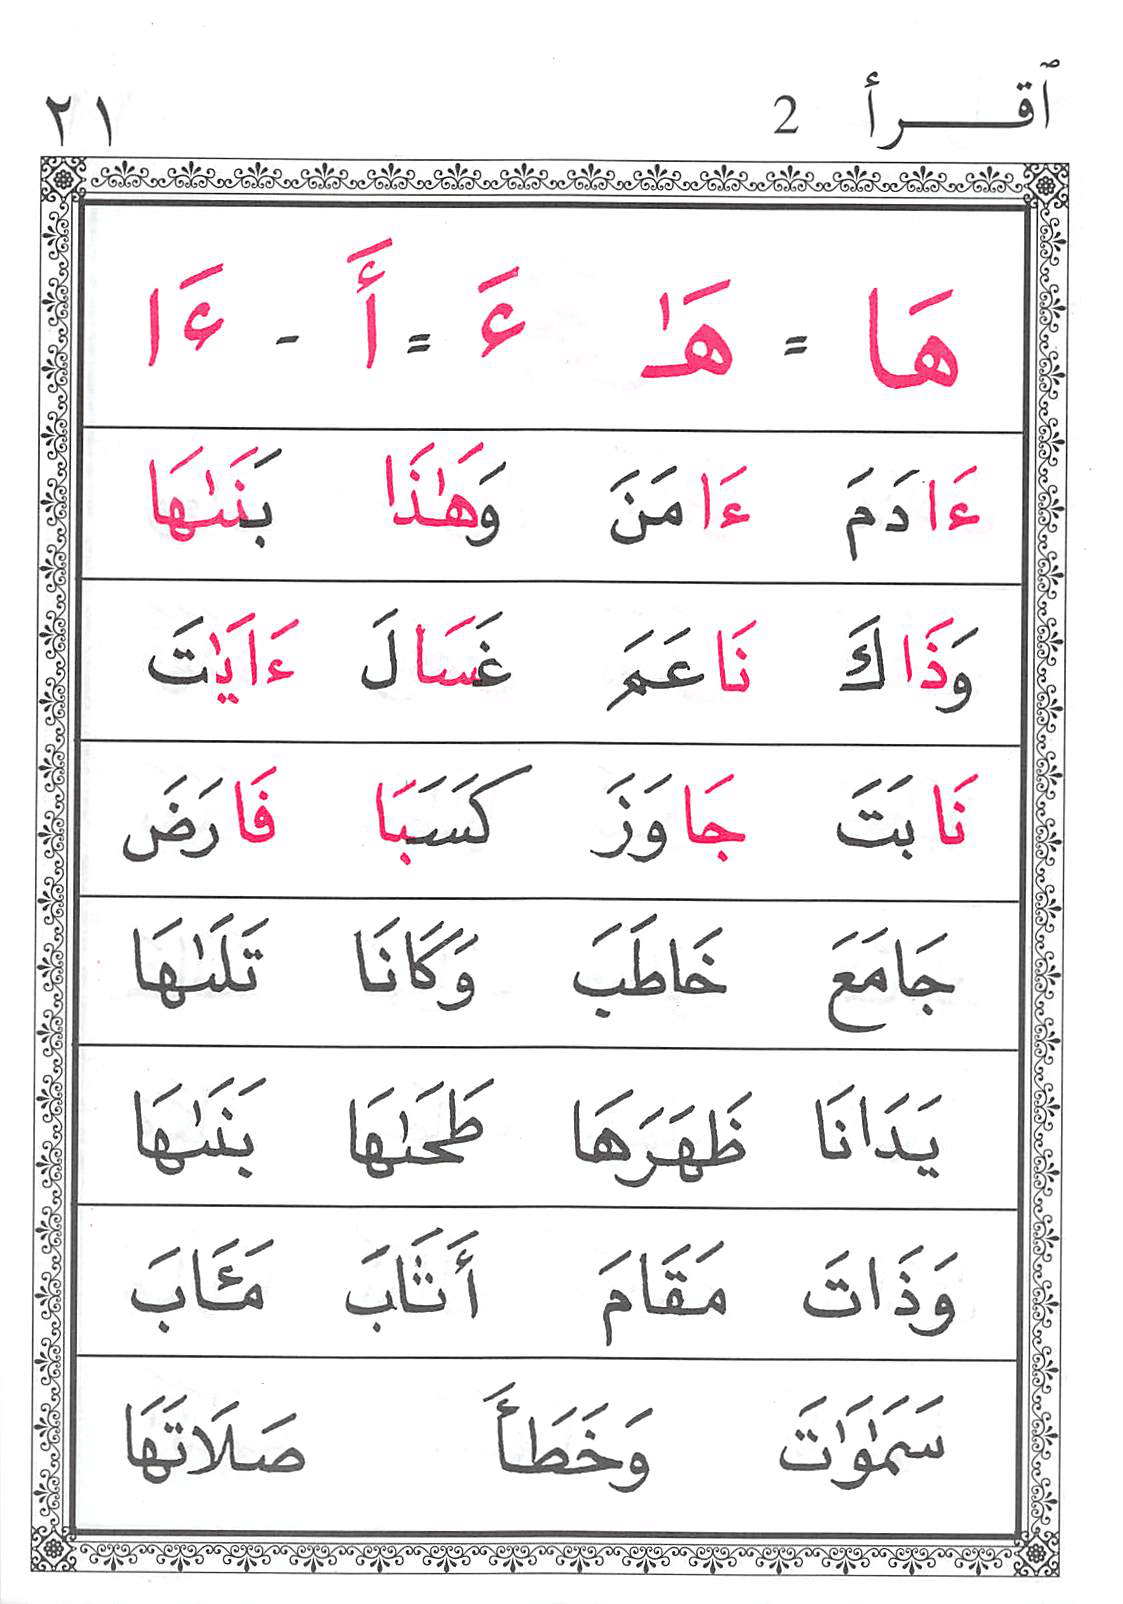 ٱقـــرأ 2 ٢١
هَا = هَٰـ ءَ = أَ - ءَا
ءَادَمَ ءَامَنَ وَهَٰذَا بَنَىٰهَا
وَذَاكَ نَاعَمَ غَسَالَ ءَايَٰتَ
نَابَتَ جَاوَزَ كَسَبَا فَارَضَ
جَامَعَ خَاطَبَ وَكَانَا تَلَىٰهَا
يَدَانَا ظَهَرَهَا طَحَىٰهَا بَنَىٰهَا
وَذَاتَ مَقَامَ أَثَٰابَ مَـَٔابَ
سَمَٰوَٰتَ وَخَطَأَ صَلَاتَهَا